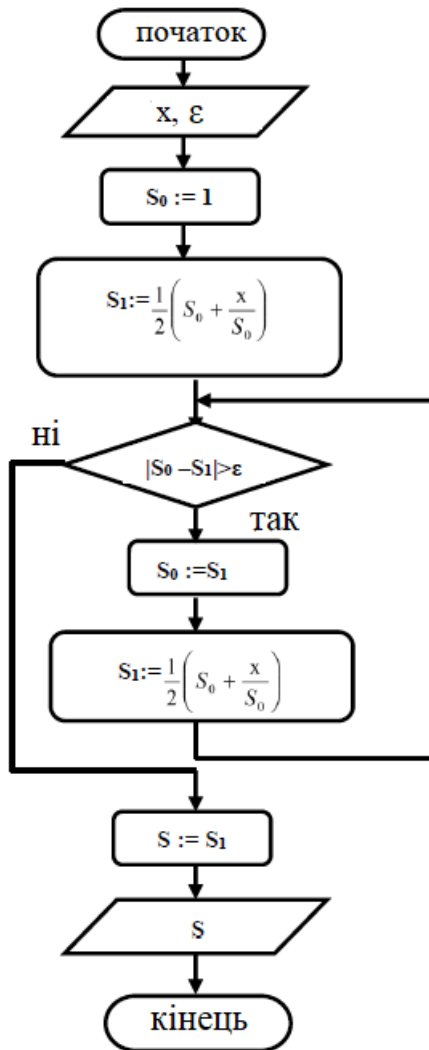 початок
x, ε
S₀ := 1
S₁:= 1/2 (S₀ + x/S₀)
ні
|S₀ –S₁|>ε
так
S₀ :=S₁
S₁:= 1/2 (S₀ + x/S₀)
S := S₁
S
кінець